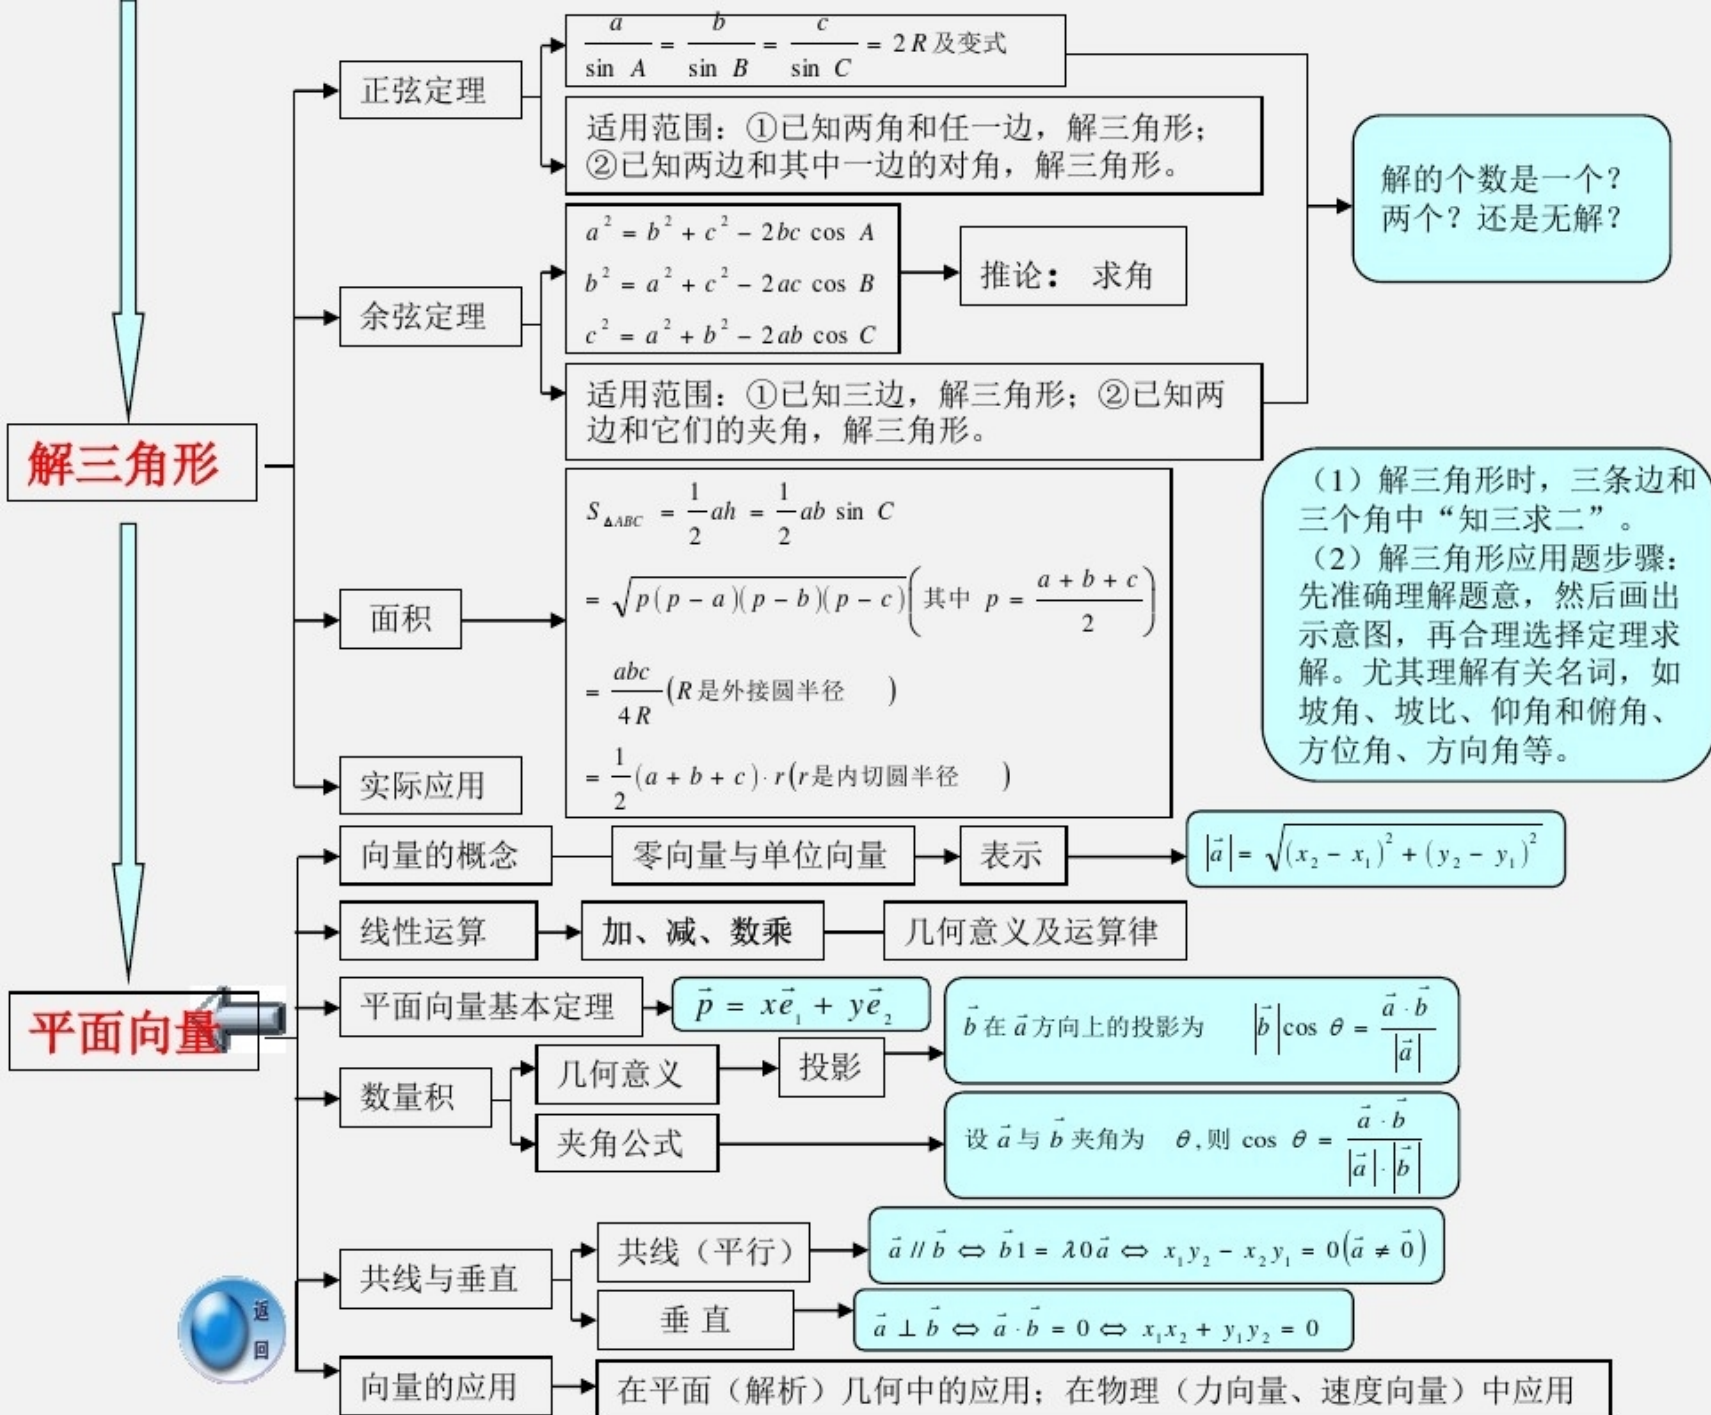 a/sin A = b/sin B = c/sin C = 2R及变式
正弦定理
适用范围：①已知两角和任一边，解三角形；
②已知两边和其中一边的对角，解三角形。
解的个数是一个？
两个？还是无解？
a² = b² + c² − 2bc cos A
b² = a² + c² − 2ac cos B
c² = a² + b² − 2ab cos C
推论： 求角
余弦定理
适用范围：①已知三边，解三角形；②已知两
边和它们的夹角，解三角形。
解三角形
S△ABC = 1/2 ah = 1/2 ab sin C
= √(p(p − a)(p − b)(p − c)) (其中 p = (a + b + c)/2)
面积
= abc/4R (R是外接圆半径 )
= 1/2 (a + b + c)·r (r是内切圆半径 )
实际应用
（1）解三角形时，三条边和
三个角中“知三求二”。
（2）解三角形应用题步骤：
先准确理解题意，然后画出
示意图，再合理选择定理求
解。尤其理解有关名词，如
坡角、坡比、仰角和俯角、
方位角、方向角等。
向量的概念
零向量与单位向量
表示
|a⃗| = √((x₂ − x₁)² + (y₂ − y₁)²)
线性运算
加、减、数乘
几何意义及运算律
平面向量
平面向量基本定理
p⃗ = xe⃗₁ + ye⃗₂
数量积
几何意义
投影
b⃗在a⃗方向上的投影为 |b⃗|cos θ = a⃗·b⃗/|a⃗|
夹角公式
设a⃗与b⃗夹角为 θ,则 cos θ = a⃗·b⃗/|a⃗|·|b⃗|
共线与垂直
共线（平行）
a⃗ // b⃗ ⇔ b⃗1 = λ0a⃗ ⇔ x₁y₂ − x₂y₁ = 0(a⃗ ≠ 0⃗)
垂 直
a⃗ ⊥ b⃗ ⇔ a⃗·b⃗ = 0 ⇔ x₁x₂ + y₁y₂ = 0
返
回
向量的应用
在平面（解析）几何中的应用；在物理（力向量、速度向量）中应用